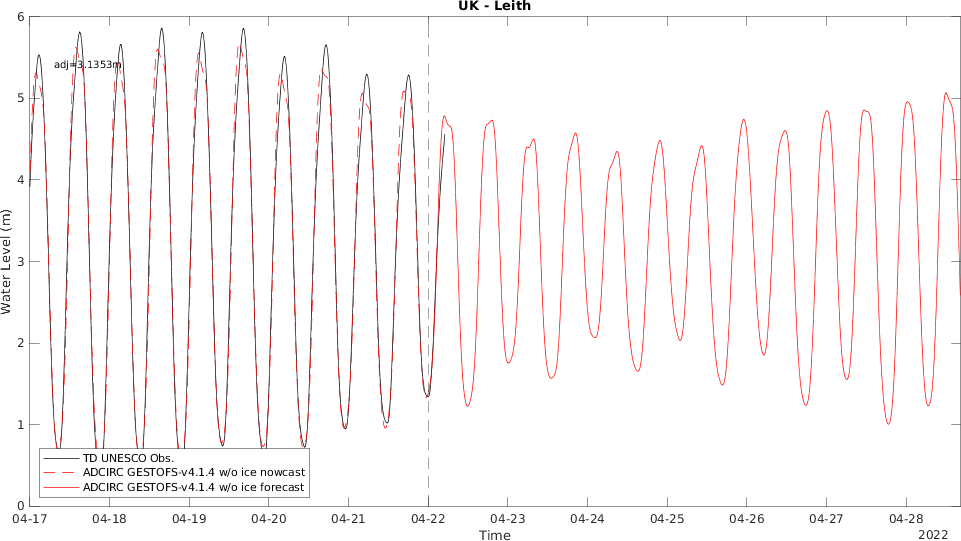 UK - Leith
adj=3.1353m
Water Level (m)
6
5
4
3
2
1
0
TD UNESCO Obs.
ADCIRC GESTOFS-v4.1.4 w/o ice nowcast
ADCIRC GESTOFS-v4.1.4 w/o ice forecast
04-17 04-18 04-19 04-20 04-21 04-22 04-23 04-24 04-25 04-26 04-27 04-28
Time
2022